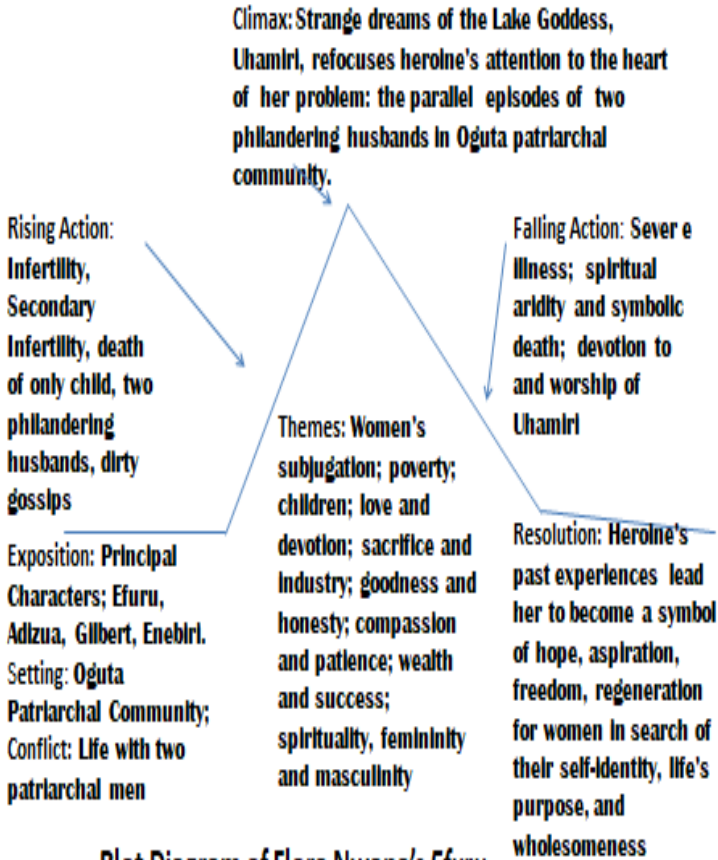 Climax: Strange dreams of the Lake Goddess,
Uhamiri, refocuses heroine's attention to the heart
of her problem: the parallel episodes of two
philandering husbands in Oguta patriarchal
community.
Rising Action:
Infertility,
Secondary
Infertility, death
of only child, two
philandering
husbands, dirty
gossips
Falling Action: Sever e
illness; spiritual
aridity and symbolic
death; devotion to
and worship of
Uhamiri
Themes: Women's
subjugation; poverty;
children; love and
devotion; sacrifice and
industry; goodness and
honesty; compassion
and patience; wealth
and success;
spirituality, femininity
and masculinity
Exposition: Principal
Characters; Efuru,
Adizua, Gilbert, Enebiri.
Setting: Oguta
Patriarchal Community;
Conflict: Life with two
patriarchal men
Resolution: Heroine's
past experiences lead
her to become a symbol
of hope, aspiration,
freedom, regeneration
for women in search of
their self-identity, life's
purpose, and
wholesomeness
Plot Diagram of Flora Nwapa's Efuru